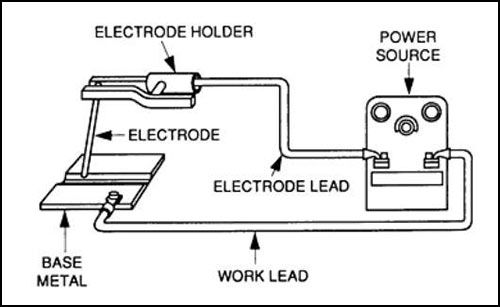 ELECTRODE HOLDER
POWER
SOURCE
ELECTRODE
ELECTRODE LEAD
BASE
METAL
WORK LEAD